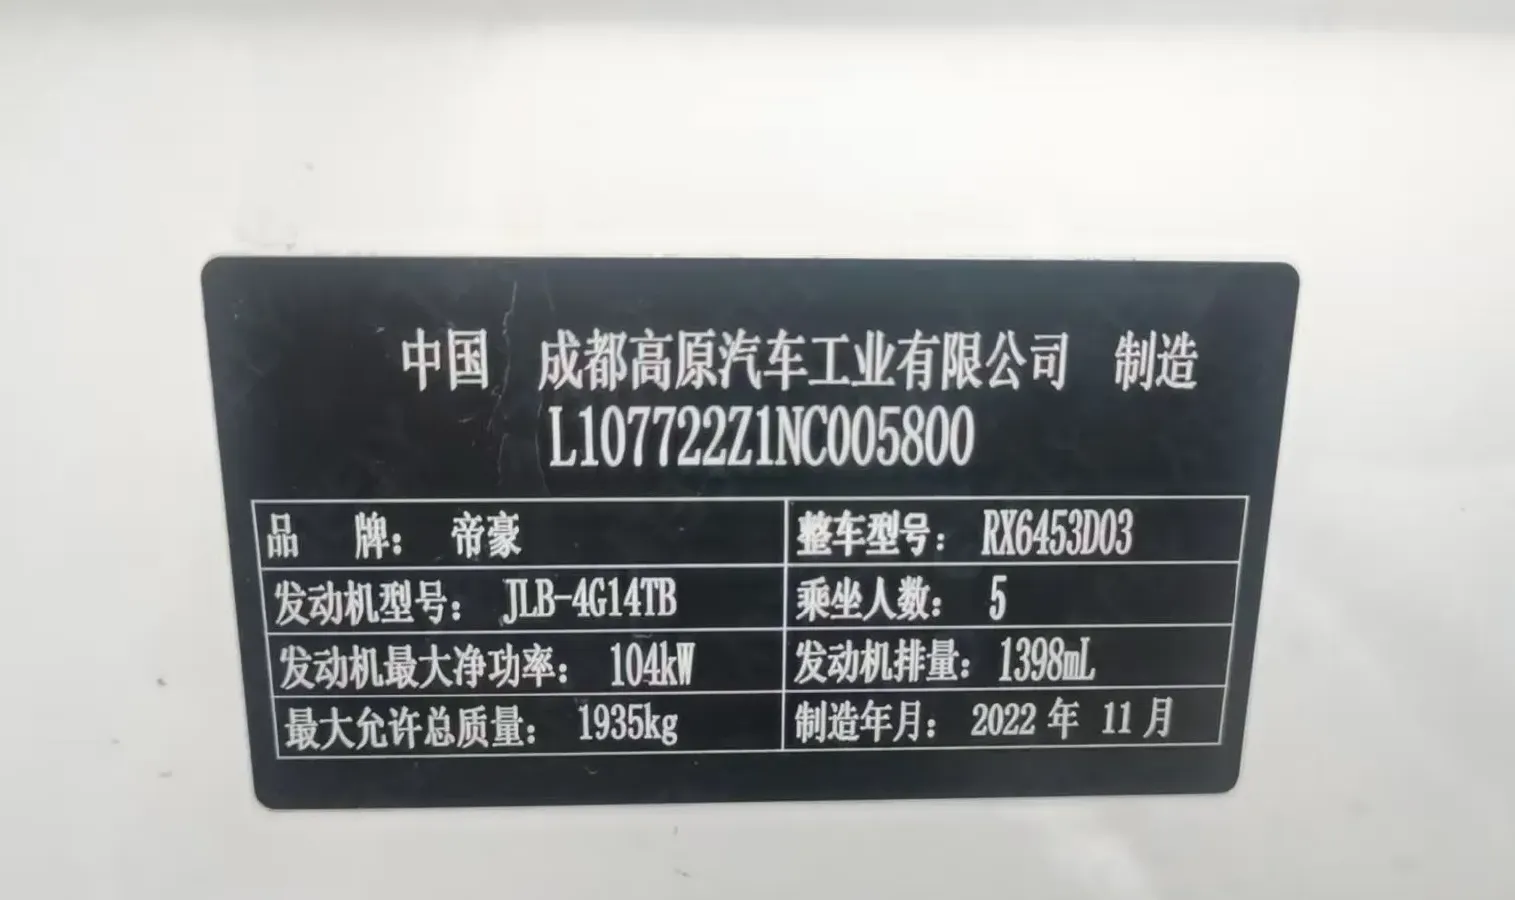 中国 成都高原汽车工业有限公司 制造
L107722Z1NC005800
品 牌： 帝豪 整车型号： RX6453D03
发动机型号： JLB-4G14TB 乘坐人数： 5
发动机最大净功率： 104kW 发动机排量： 1398mL
最大允许总质量： 1935kg 制造年月： 2022 年 11 月